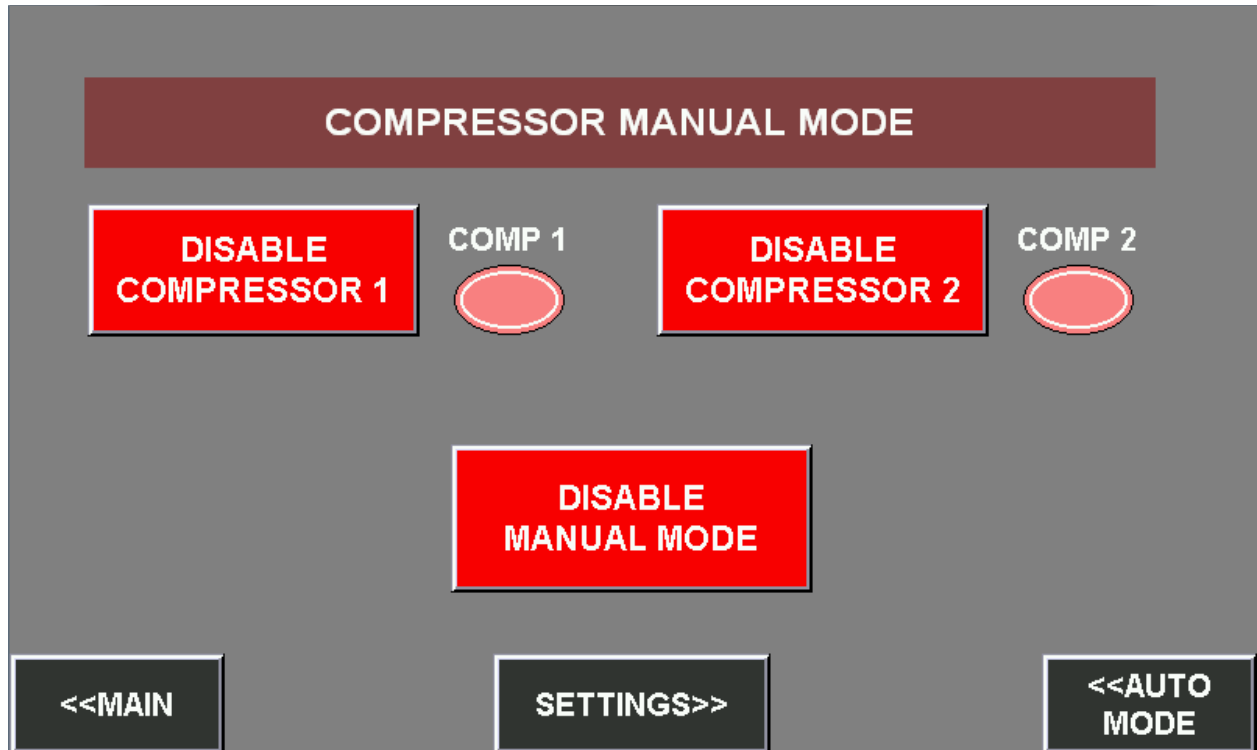 COMPRESSOR MANUAL MODE
DISABLE
COMPRESSOR 1
COMP 1
DISABLE
COMPRESSOR 2
COMP 2
DISABLE
MANUAL MODE
<<MAIN
SETTINGS>>
<<AUTO
MODE